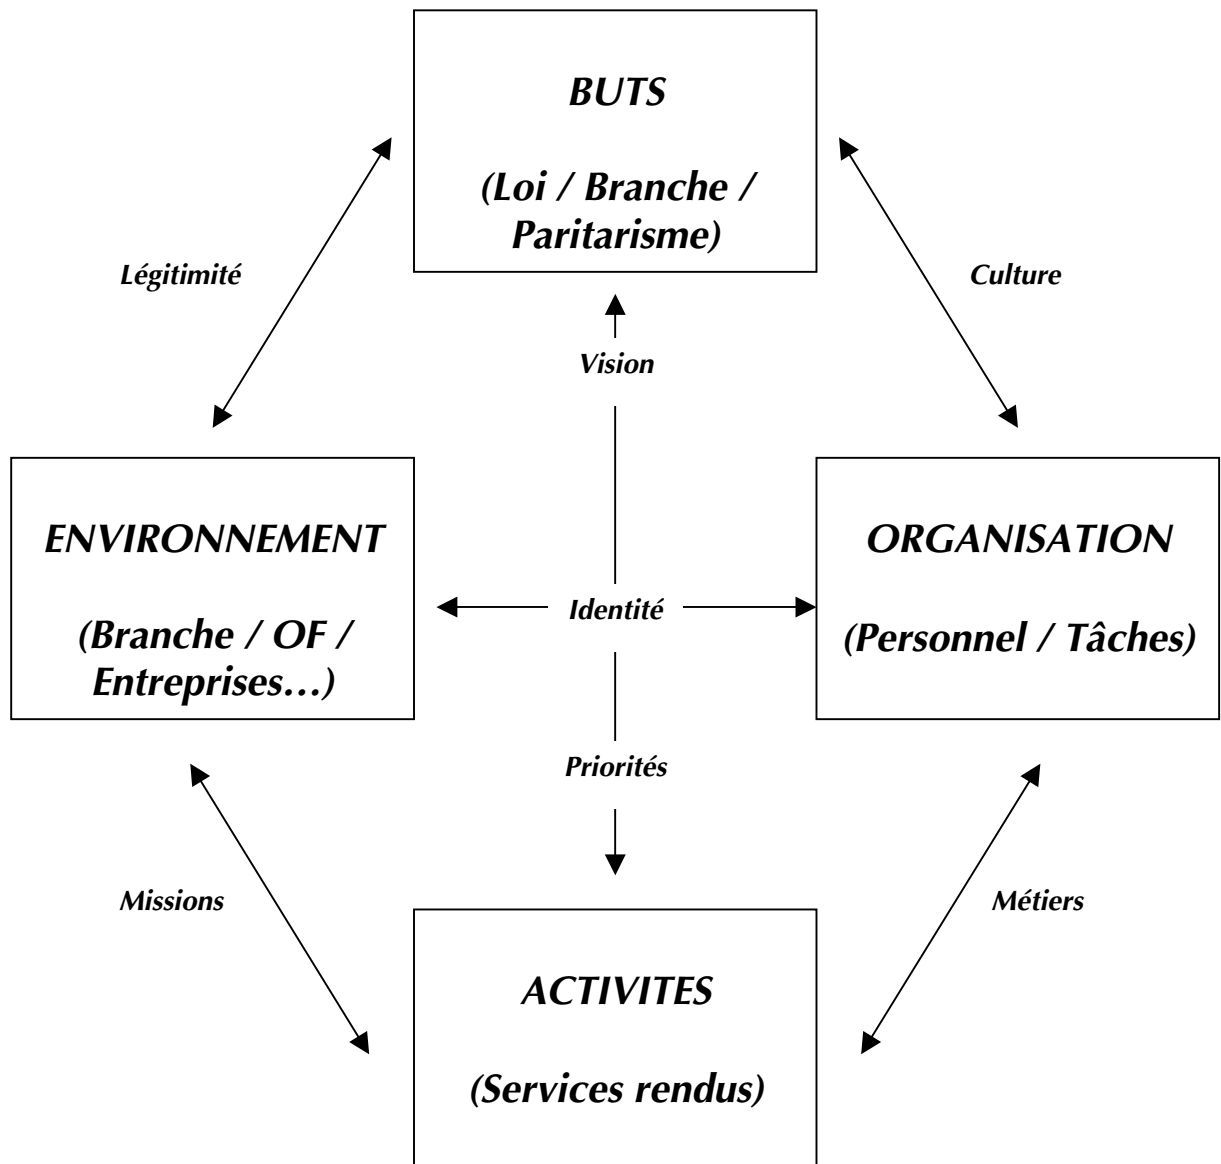 BUTS
(Loi / Branche /
Paritarisme)
Légitimité
Culture
Vision
ENVIRONNEMENT
(Branche / OF /
Entreprises…)
Identité
ORGANISATION
(Personnel / Tâches)
Priorités
Missions
Métiers
ACTIVITES
(Services rendus)